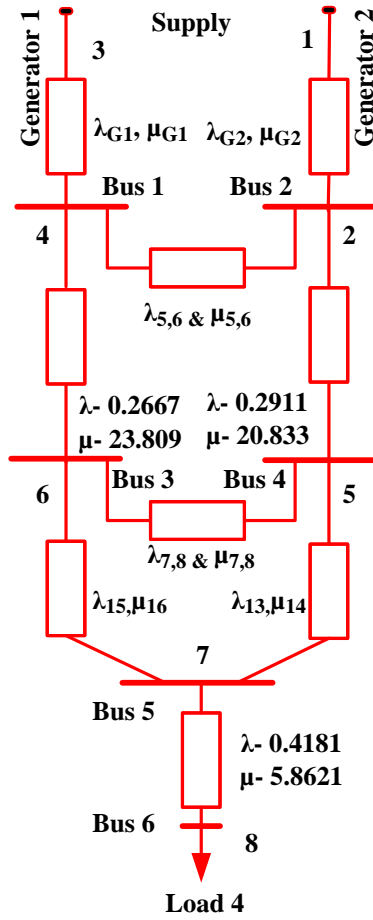 Supply
Generator 1
3
1
Generator 2
λG1, μG1
λG2, μG2
Bus 1
Bus 2
4
2
λ5,6 & μ5,6
λ- 0.2667
μ- 23.809
λ- 0.2911
μ- 20.833
Bus 3
Bus 4
6
5
λ7,8 & μ7,8
λ15,μ16
λ13,μ14
7
Bus 5
λ- 0.4181
μ- 5.8621
Bus 6
8
Load 4